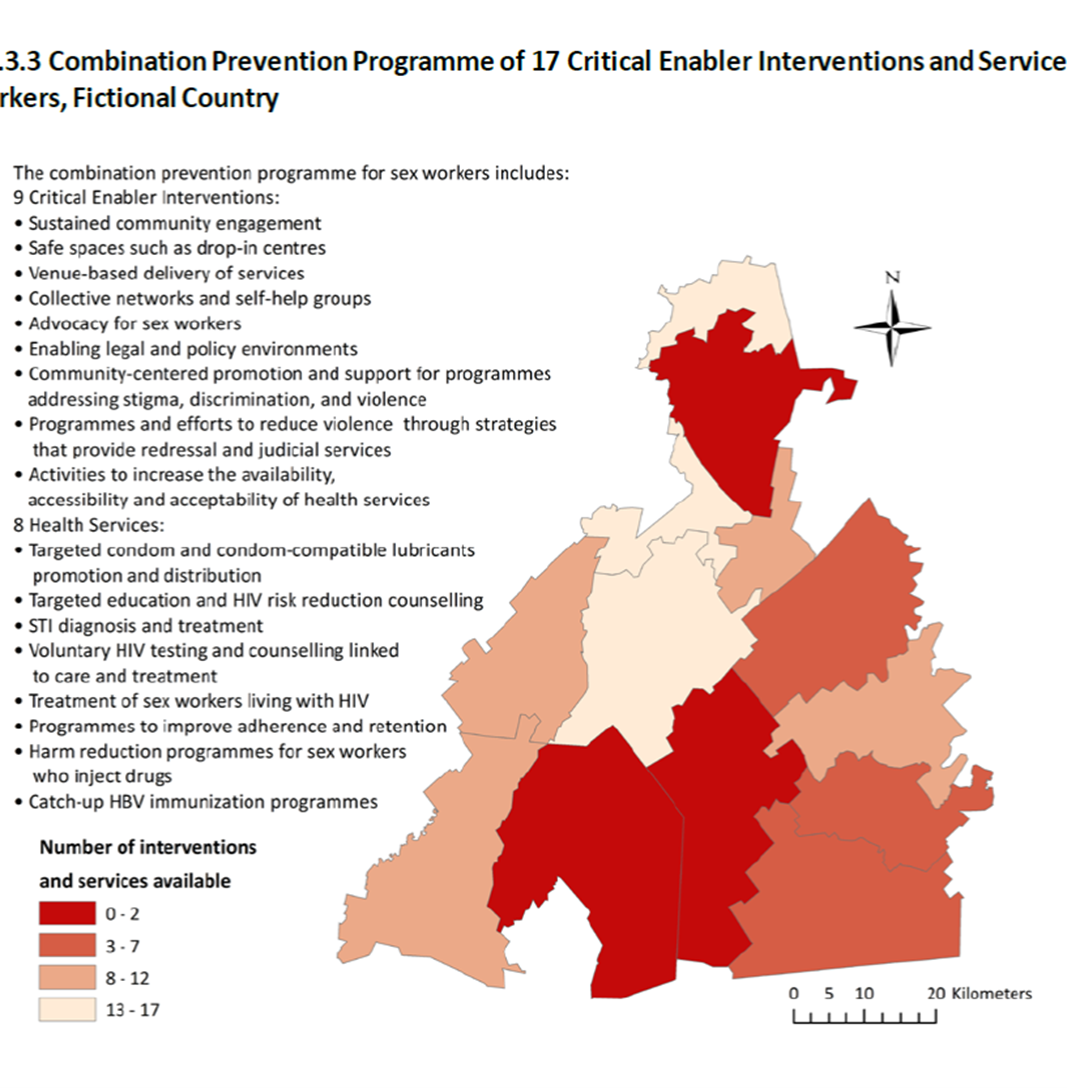 .3.3 Combination Prevention Programme of 17 Critical Enabler Interventions and Service
rkers, Fictional Country
The combination prevention programme for sex workers includes:
9 Critical Enabler Interventions:
• Sustained community engagement
• Safe spaces such as drop-in centres
• Venue-based delivery of services
• Collective networks and self-help groups
• Advocacy for sex workers
• Enabling legal and policy environments
• Community-centered promotion and support for programmes
addressing stigma, discrimination, and violence
• Programmes and efforts to reduce violence through strategies
that provide redressal and judicial services
• Activities to increase the availability,
accessibility and acceptability of health services
8 Health Services:
• Targeted condom and condom-compatible lubricants
promotion and distribution
• Targeted education and HIV risk reduction counselling
• STI diagnosis and treatment
• Voluntary HIV testing and counselling linked
to care and treatment
• Treatment of sex workers living with HIV
• Programmes to improve adherence and retention
• Harm reduction programmes for sex workers
who inject drugs
• Catch-up HBV immunization programmes
Number of interventions
and services available
0 - 2
3 - 7
8 - 12
13 - 17
N
0 5 10 20 Kilometers